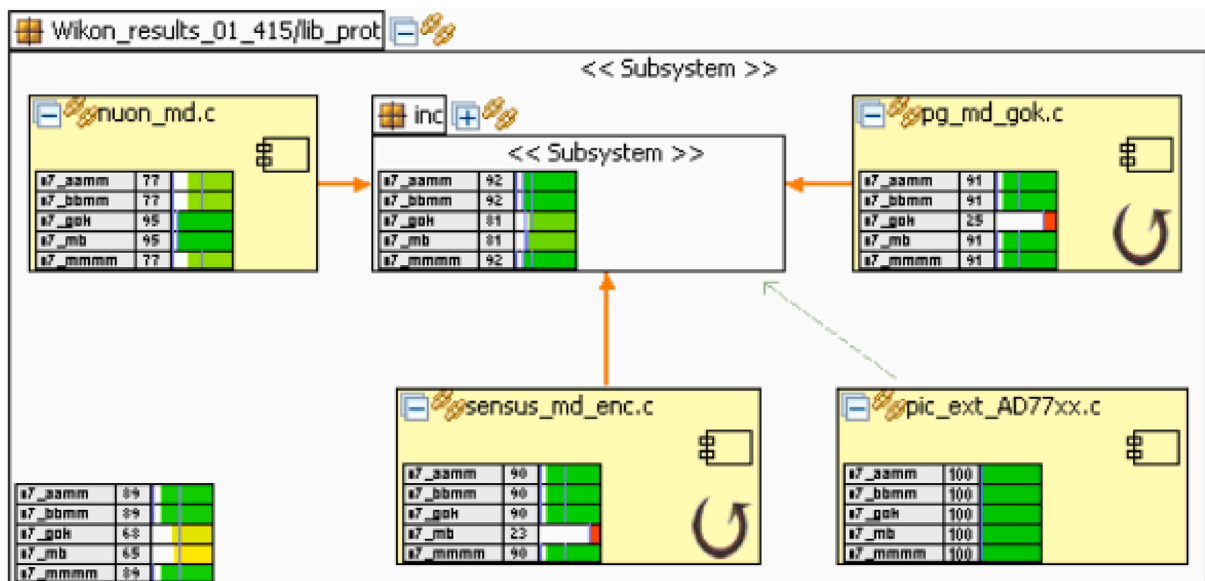 Wikon_results_01_415/lib_prot
<< Subsystem >>
nuon_md.c
s7_aamm 77
s7_bbmm 77
s7_gok 95
s7_mb 95
s7_mmmm 77
inc
<< Subsystem >>
s7_aamm 92
s7_bbmm 92
s7_gok 81
s7_mb 81
s7_mmmm 92
pg_md_gok.c
s7_aamm 91
s7_bbmm 91
s7_gok 25
s7_mb 91
s7_mmmm 91
sensus_md_enc.c
s7_aamm 90
s7_bbmm 90
s7_gok 90
s7_mb 23
s7_mmmm 90
pic_ext_AD77xx.c
s7_aamm 100
s7_bbmm 100
s7_gok 100
s7_mb 100
s7_mmmm 100
s7_aamm 89
s7_bbmm 89
s7_gok 68
s7_mb 65
s7_mmmm 89